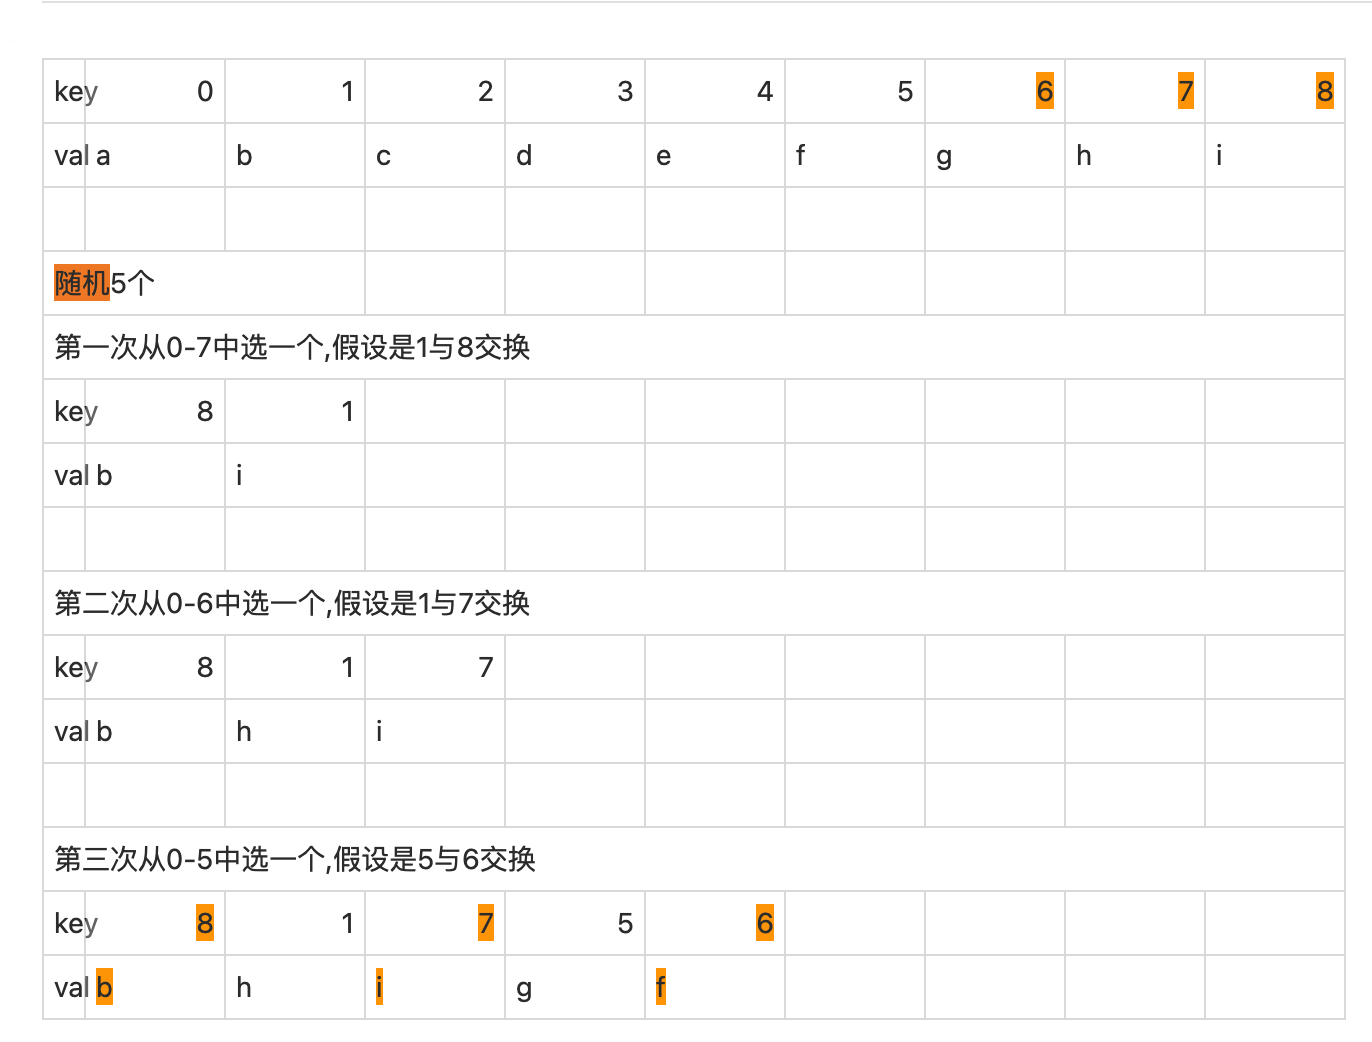 key 0 1 2 3 4 5 6 7 8
val a b c d e f g h i
随机5个
第一次从0-7中选一个,假设是1与8交换
key 8 1
val b i
第二次从0-6中选一个,假设是1与7交换
key 8 1 7
val b h i
第三次从0-5中选一个,假设是5与6交换
key 8 1 7 5 6
val b h i g f